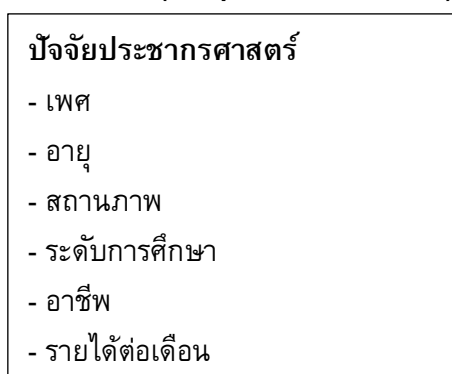 ปัจจัยประชากรศาสตร์
- เพศ
- อายุ
- สถานภาพ
- ระดับการศึกษา
- อาชีพ
- รายได้ต่อเดือน